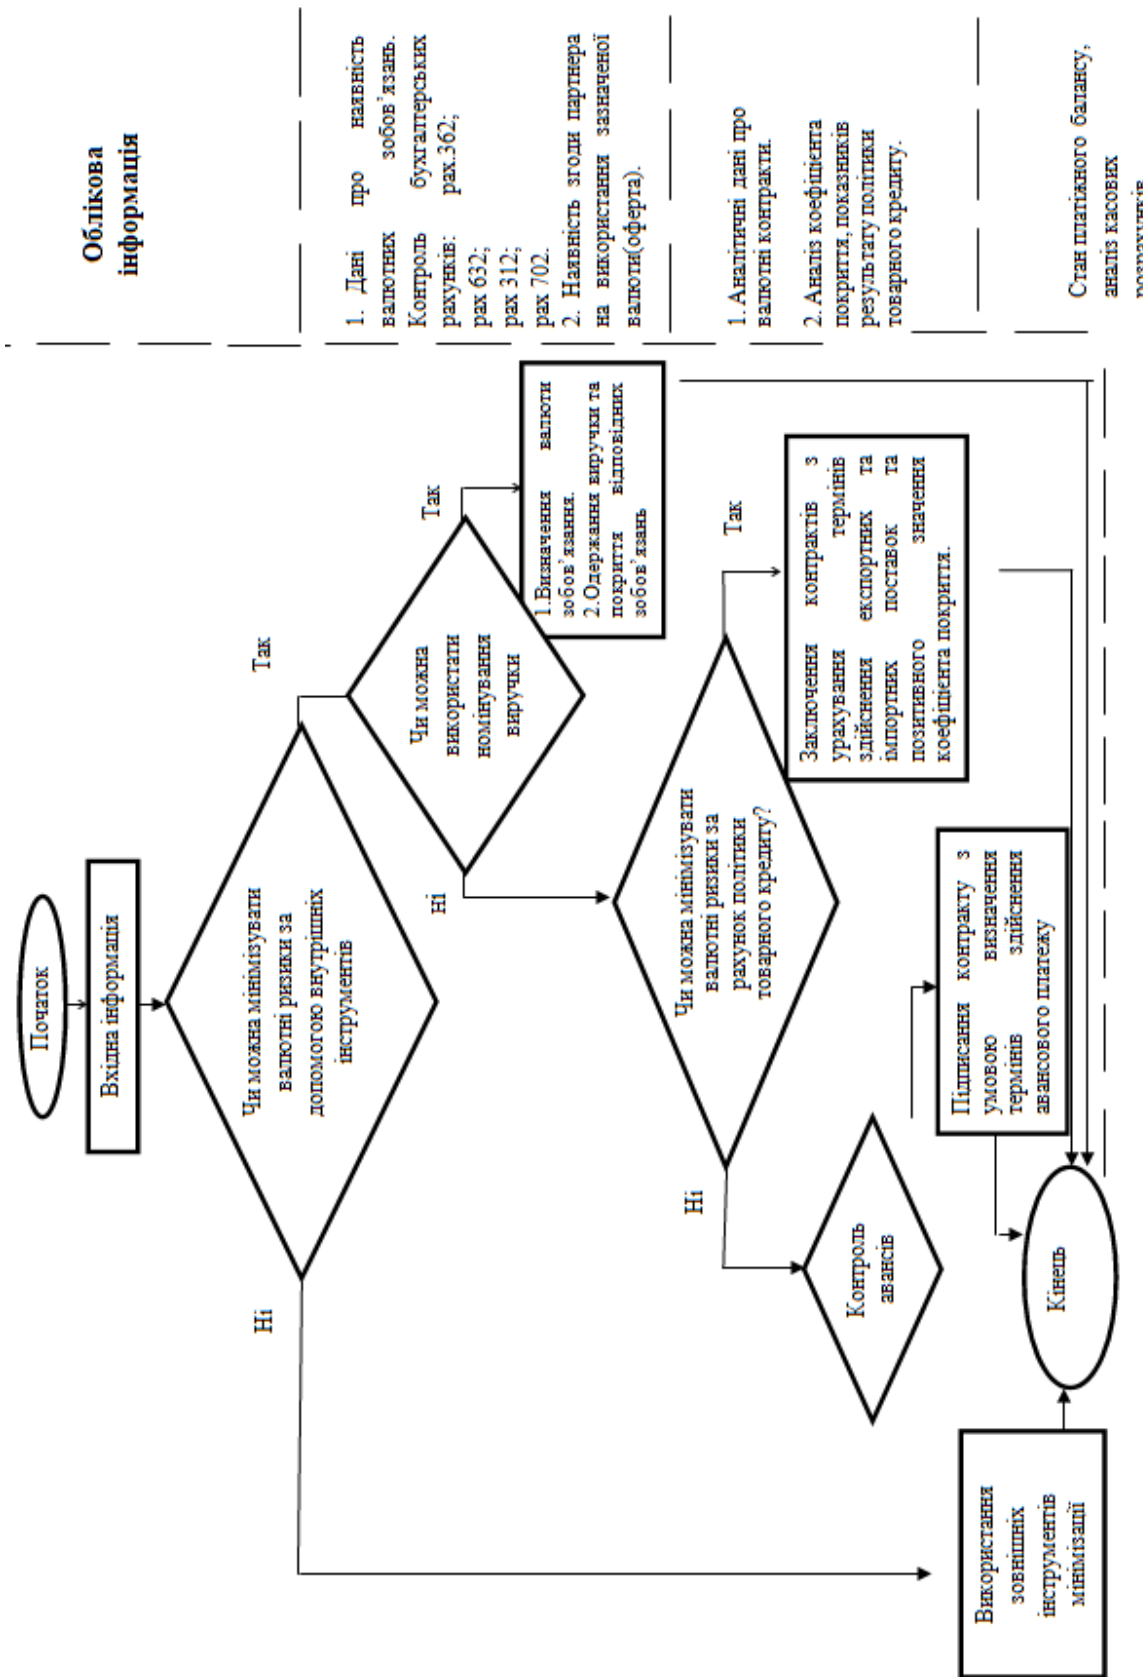 Облікова
інформація
Початок
Вхідна інформація
Чи можна мінімізувати
валютні ризики за
допомогою внутрішніх
інструментів
Так
Ні
1. Дані про наявність
валютних зобов’язань.
Контроль бухгалтерських
рахунків: рах.362;
рах 632;
рах 312;
рах 702.
2. Наявність згоди партнера
на використання зазначеної
валюти(оферта).
Чи можна
використати
номінування
виручки
Так
Ні
1.Визначення валюти
зобов’язання.
2.Одержання виручки та
покриття відповідних
зобов’язань
1.Аналітичні дані про
валютні контракти.
2. Аналіз коефіцієнта
покриття, показників
результату політики
товарного кредиту.
Чи можна мінімізувати
валютні ризики за
рахунок політики
товарного кредиту?
Так
Ні
Заключення контрактів з
урахування термінів
здійснення експортних та
імпортних поставок та
позитивного значення
коефіцієнта покриття.
Контроль
авансів
Підписання контракту з
умовою визначення
термінів здійснення
авансового платежу
Стан платіжного балансу,
аналіз касових
розрахунків
Використання
зовнішніх
інструментів
мінімізації
Кінець